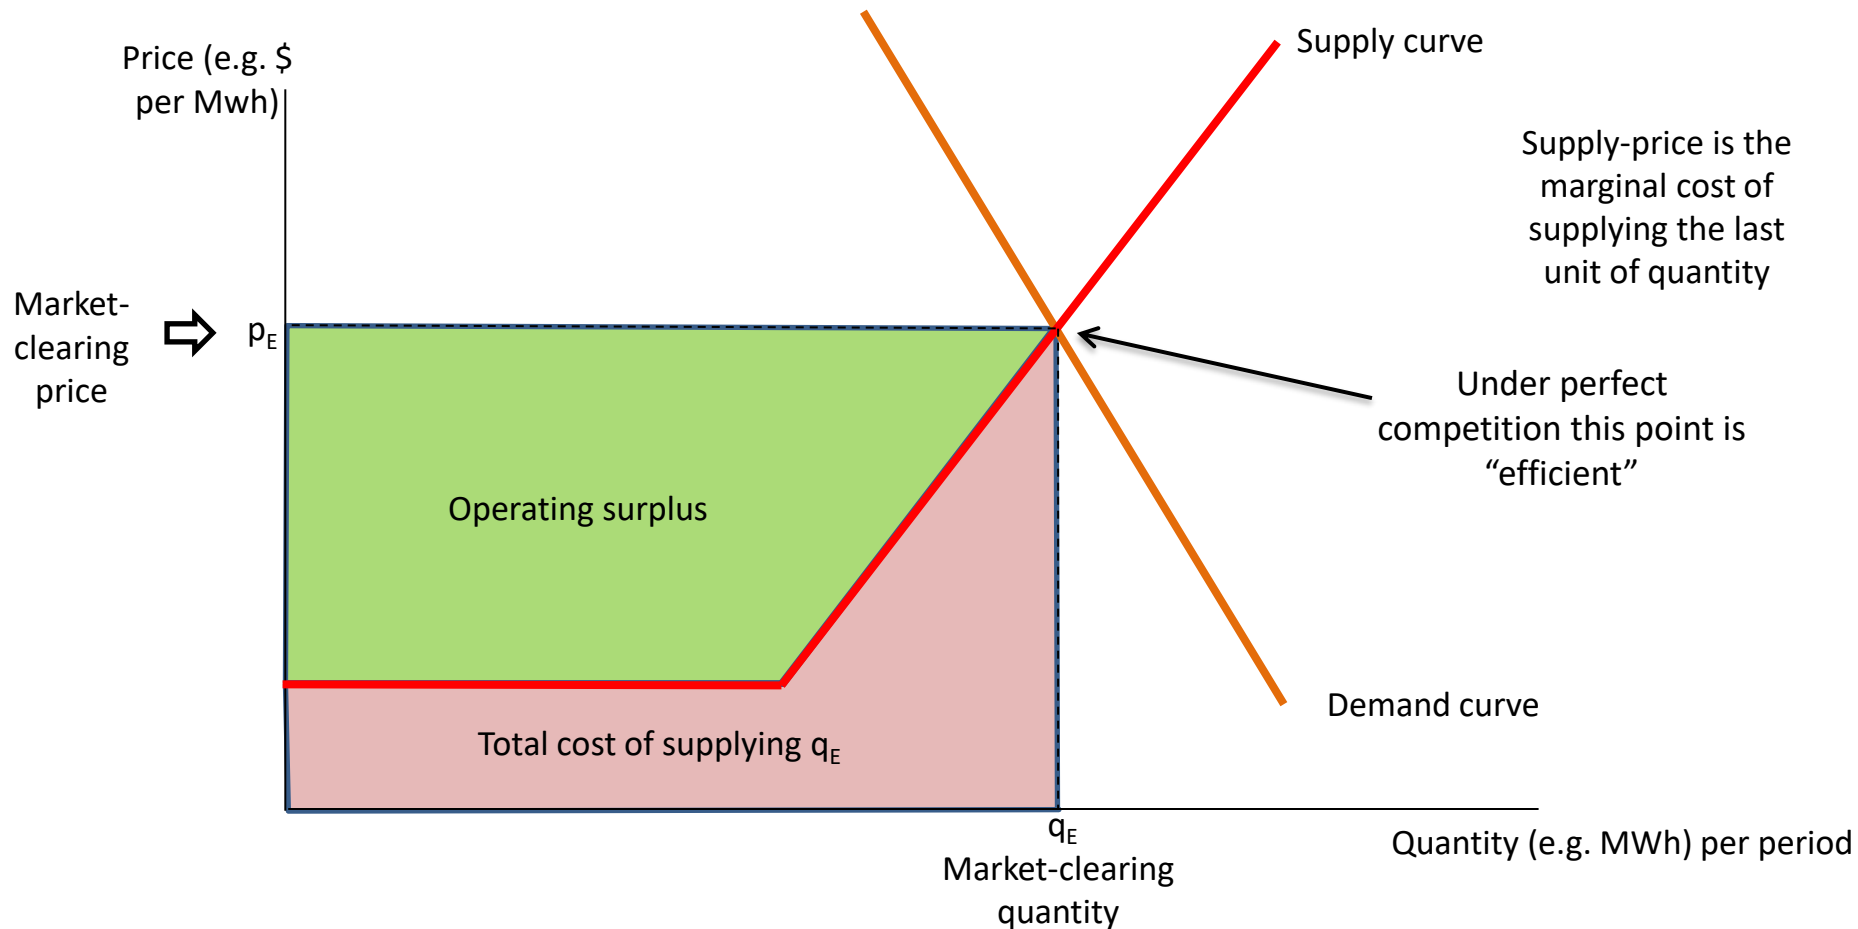 Price (e.g. $
per Mwh)
Supply curve
Supply-price is the
marginal cost of
supplying the last
unit of quantity
Market-
clearing
price
pE
Under perfect
competition this point is
“efficient”
Operating surplus
Demand curve
Total cost of supplying qE
qE
Market-clearing
quantity
Quantity (e.g. MWh) per period